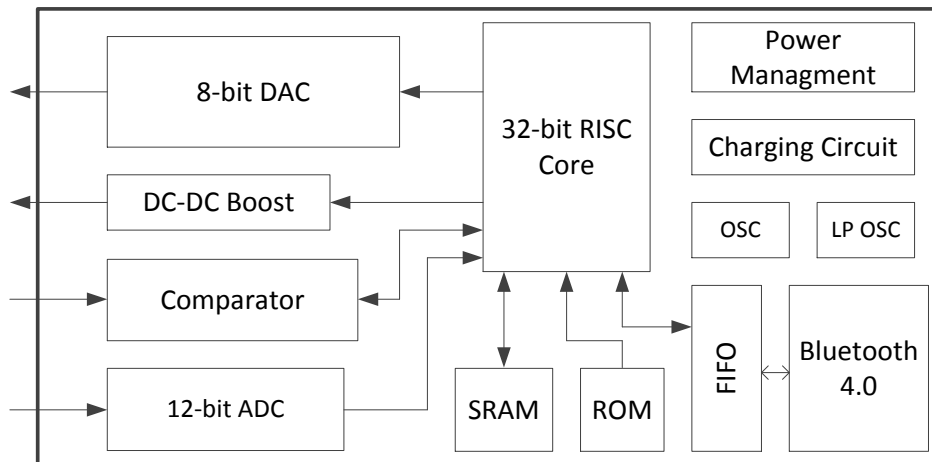 8-bit DAC
32-bit RISC
Core
Power
Managment
Charging Circuit
DC-DC Boost
OSC
LP OSC
Comparator
12-bit ADC
SRAM
ROM
FIFO
Bluetooth
4.0